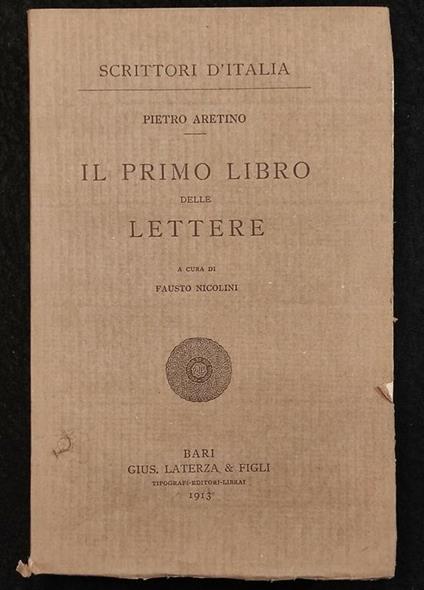 SCRITTORI D'ITALIA
PIETRO ARETINO
IL PRIMO LIBRO
DELLE
LETTERE
A CURA DI
FAUSTO NICOLINI
BARI
GIUS. LATERZA & FIGLI
TIPOGRAFI-EDITORI-LIBRAI
1913